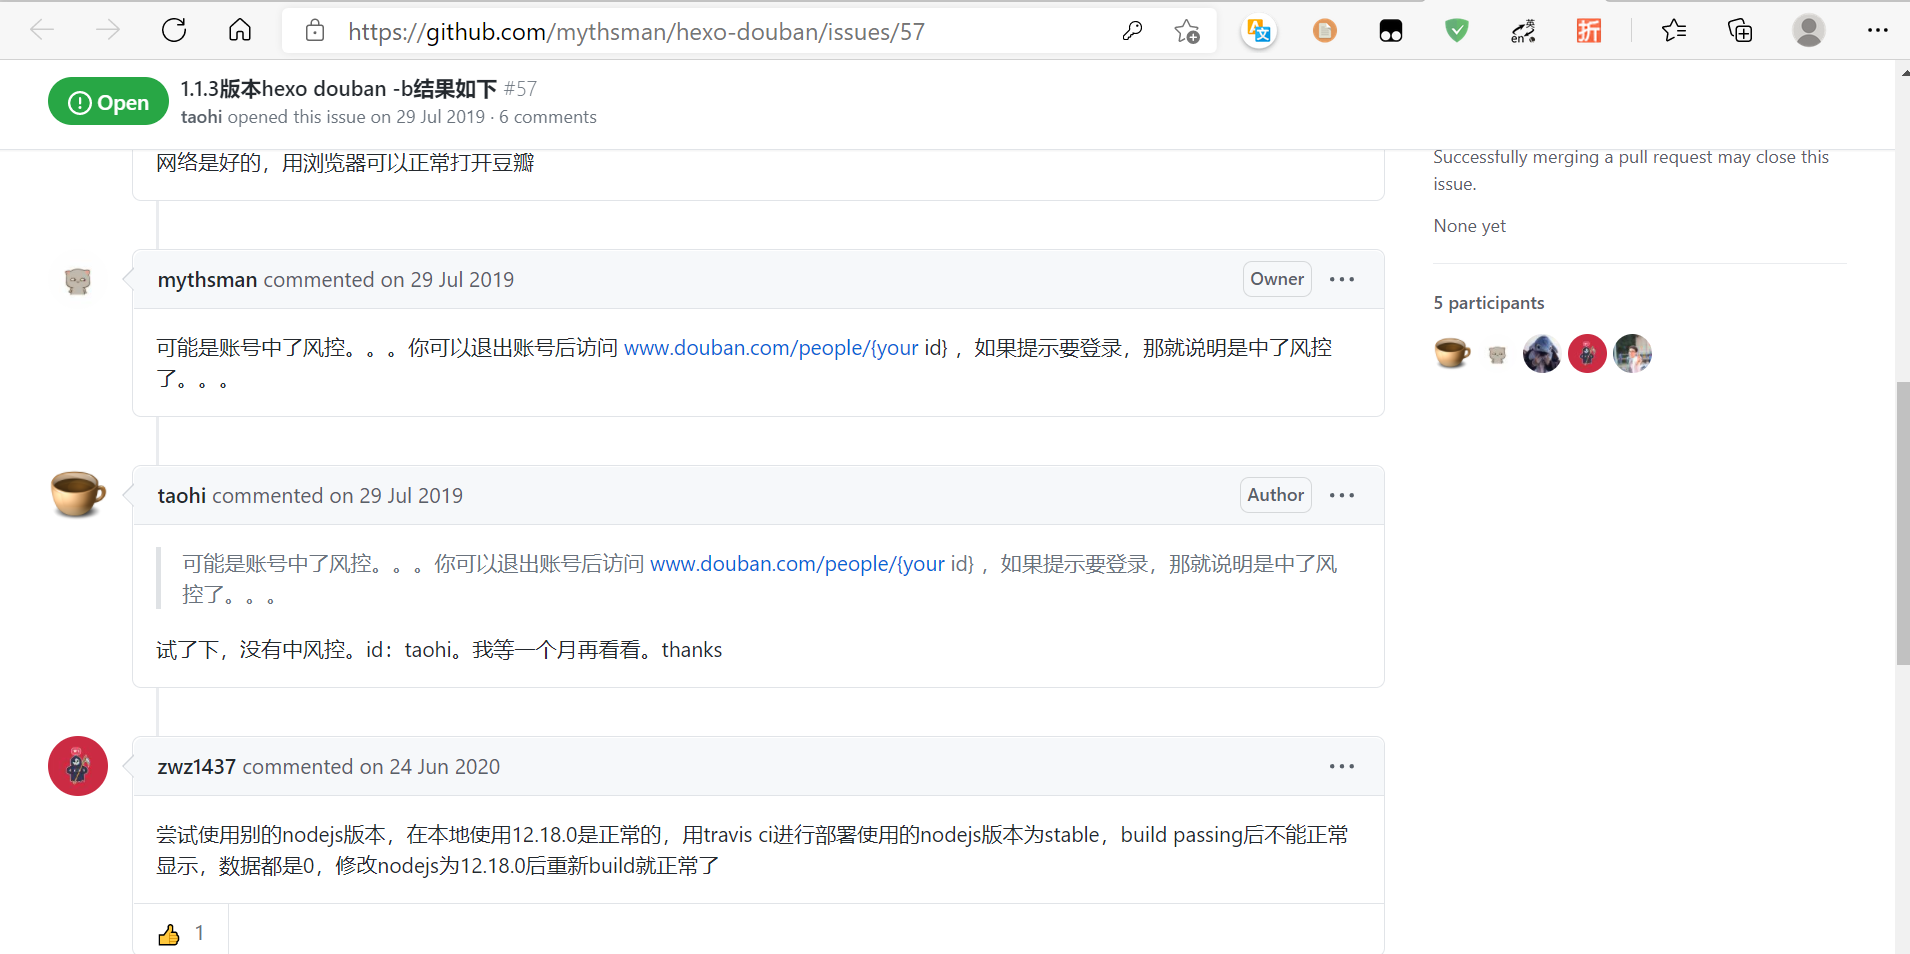 https://github.com/mythsman/hexo-douban/issues/57
Open
1.1.3版本hexo douban -b结果如下 #57
taohi opened this issue on 29 Jul 2019 · 6 comments
网络是好的，用浏览器可以正常打开豆瓣
mythsman commented on 29 Jul 2019
Owner
可能是账号中了风控。。。你可以退出账号后访问 www.douban.com/people/{your id} ，如果提示要登录，那就说明是中了风控
了。。。
taohi commented on 29 Jul 2019
Author
可能是账号中了风控。。。你可以退出账号后访问 www.douban.com/people/{your id} ，如果提示要登录，那就说明是中了风
控了。。。
试了下，没有中风控。id：taohi。我等一个月再看看。thanks
zwz1437 commented on 24 Jun 2020
尝试使用别的nodejs版本，在本地使用12.18.0是正常的，用travis ci进行部署使用的nodejs版本为stable，build passing后不能正常
显示，数据都是0，修改nodejs为12.18.0后重新build就正常了
1
Successfully merging a pull request may close this
issue.
None yet
5 participants
A
文
英
en
折